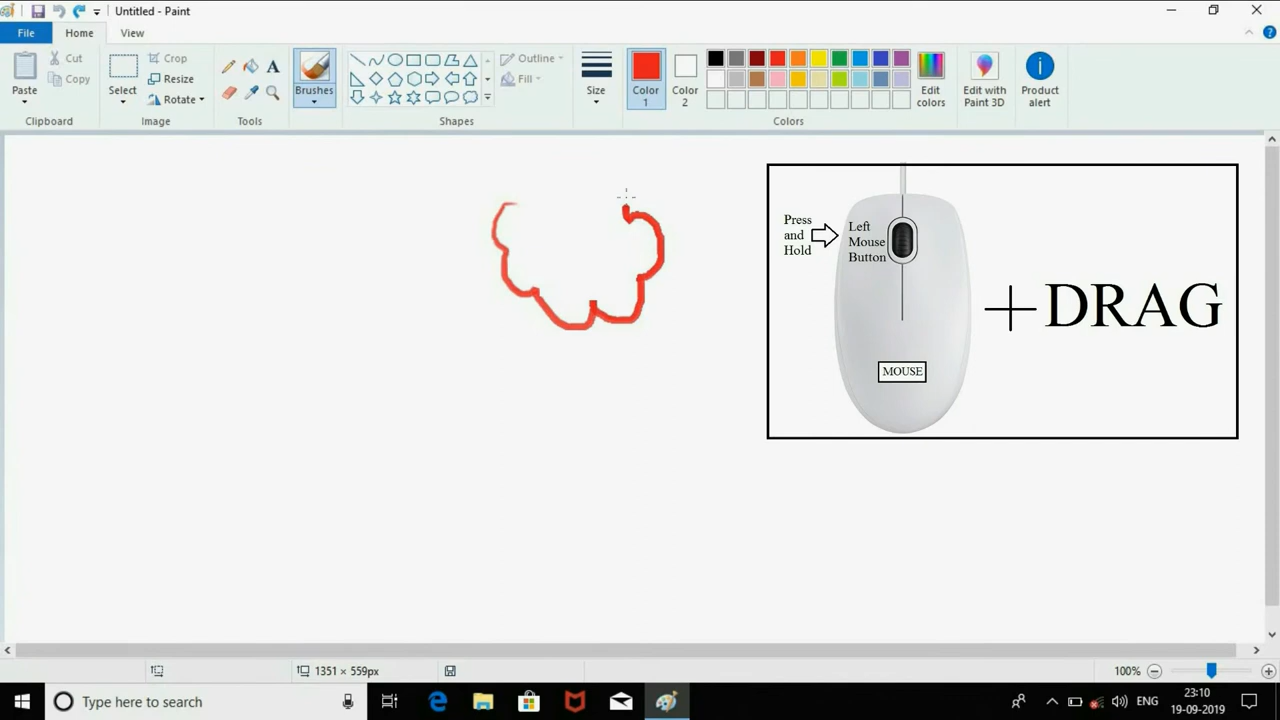 Untitled - Paint
File
Home
View
Paste
Cut
Copy
Clipboard
Select
Crop
Resize
Rotate
Image
A
Tools
Brushes
Outline
Fill
Shapes
Size
Color
1
Color
2
Edit
colors
Colors
Edit with
Paint 3D
Product
alert
Press
and
Hold
Left
Mouse
Button
MOUSE
+DRAG
1351 × 559px
100%
Type here to search
ENG
23:10
19-09-2019